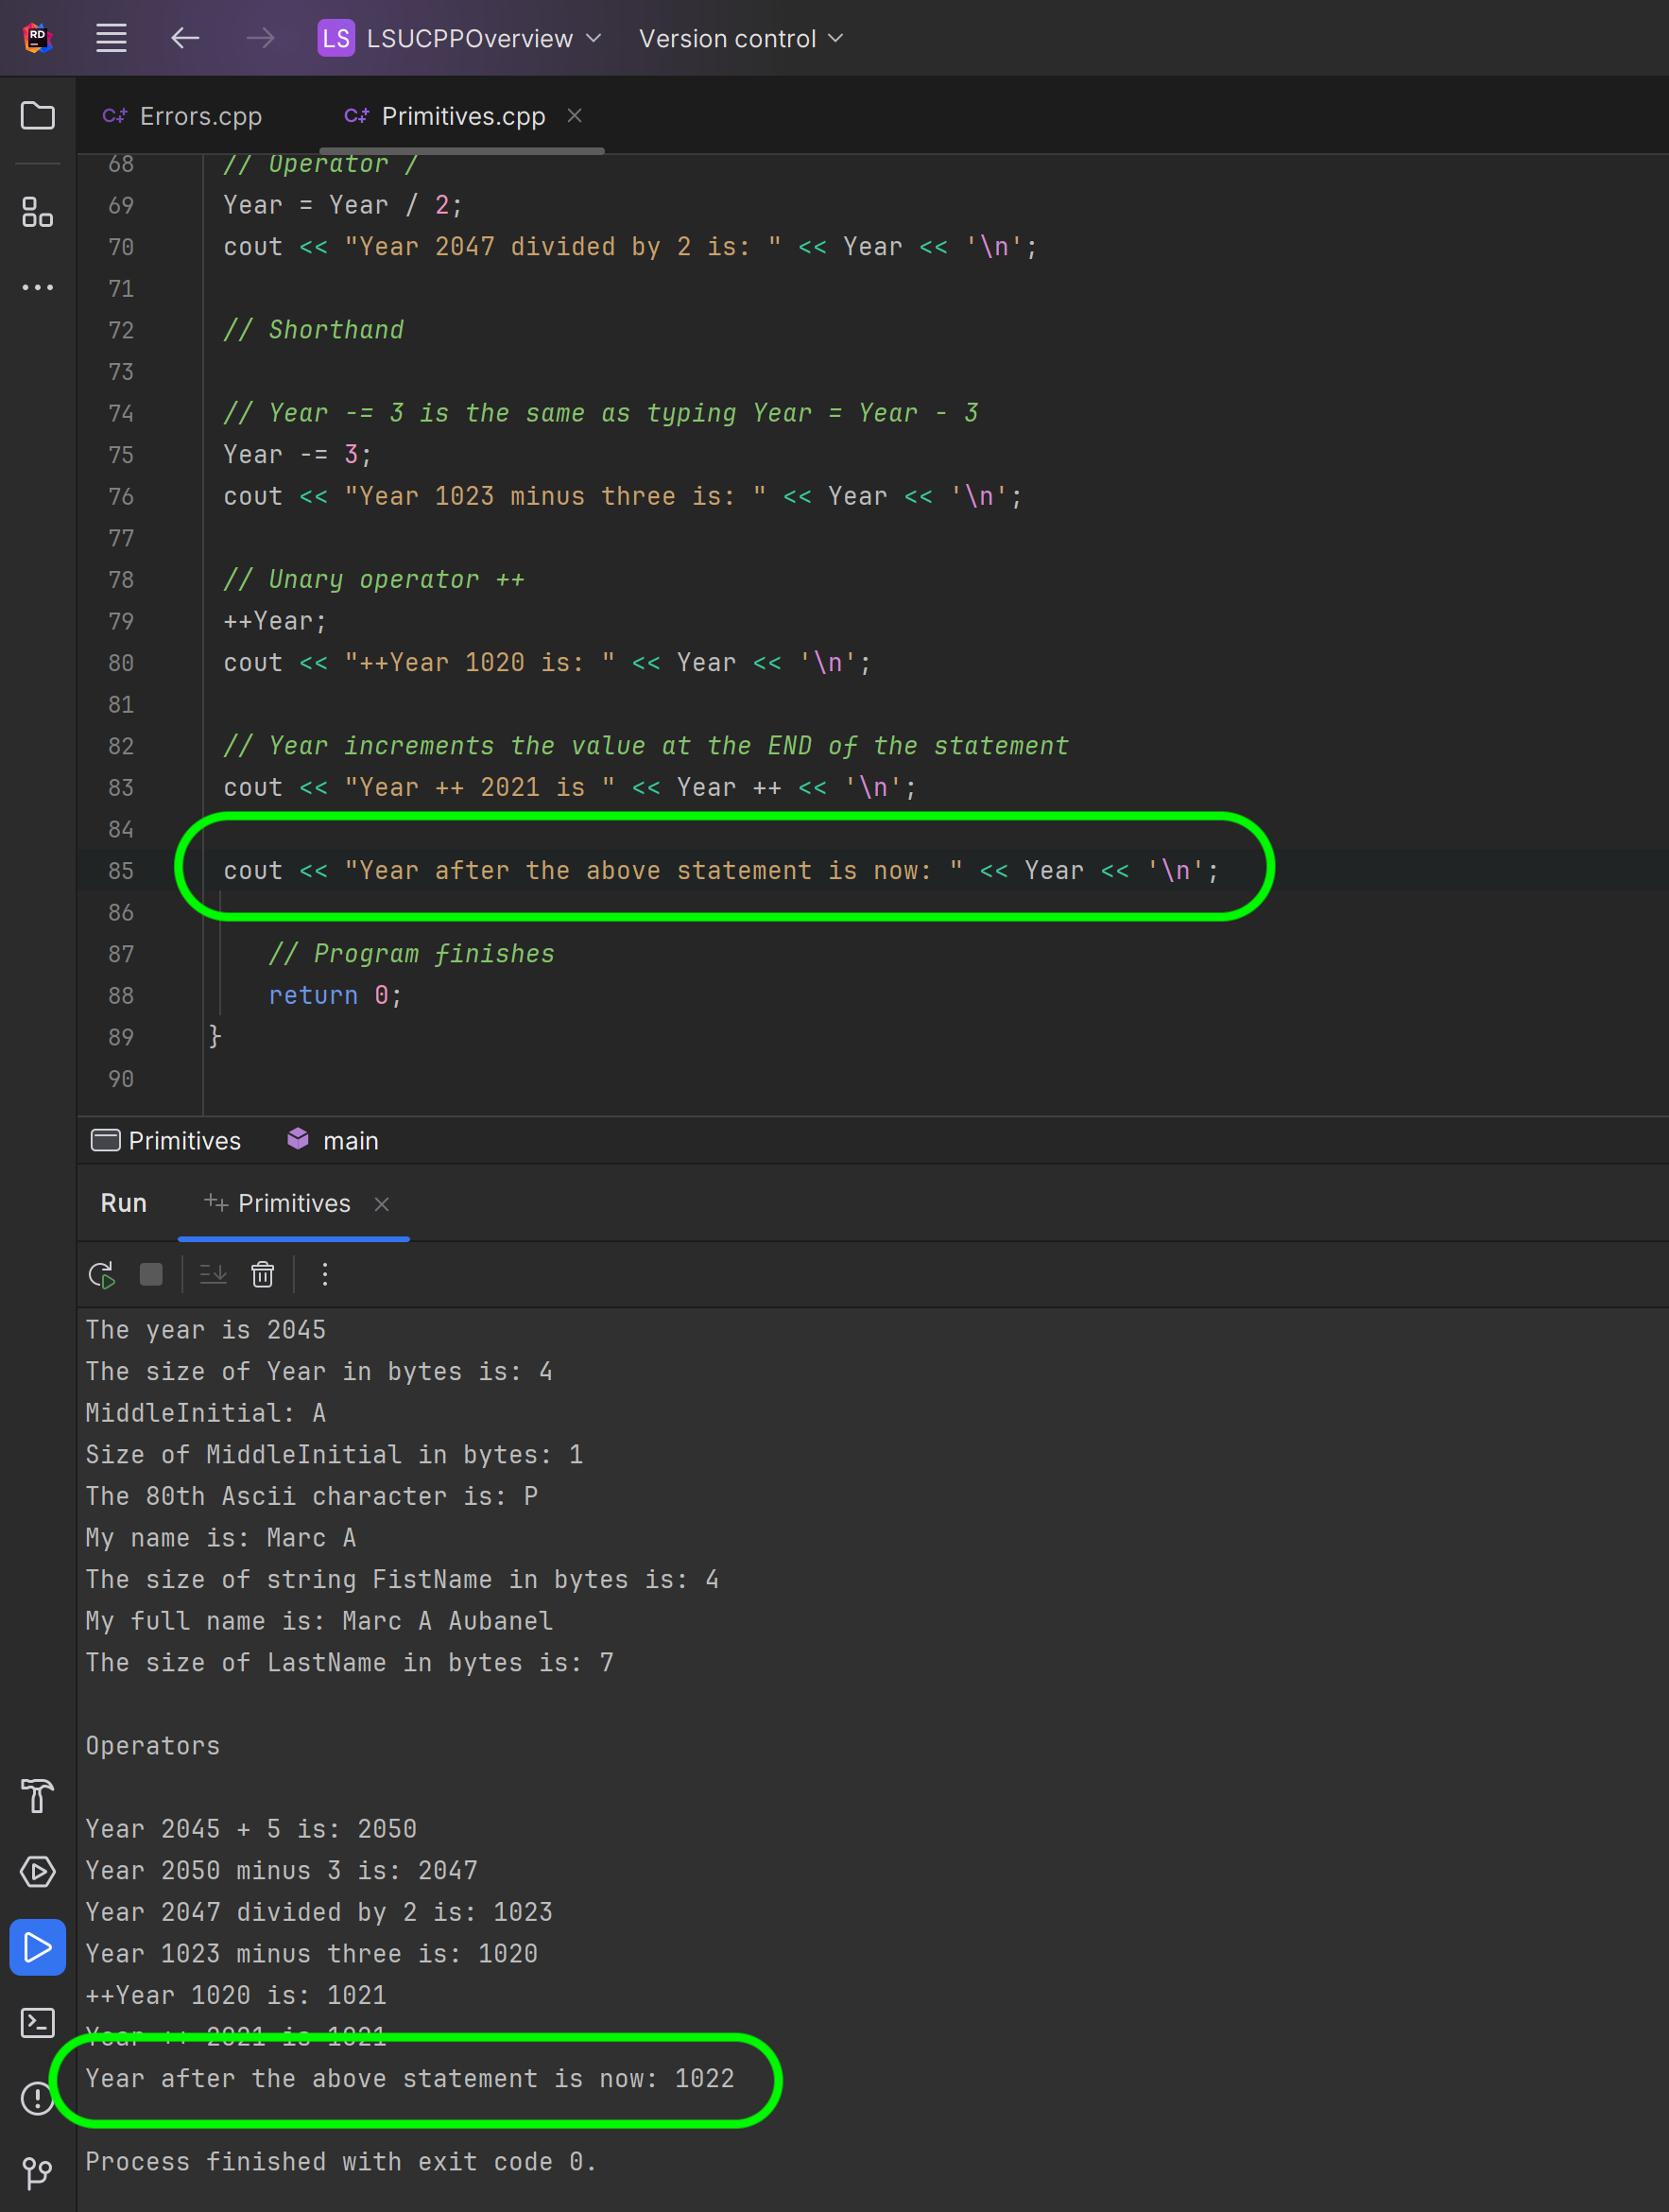 RD
LS LSUCPPOverview Version control
Errors.cpp Primitives.cpp
68 // Operator /
69 Year = Year / 2;
70 cout << "Year 2047 divided by 2 is: " << Year << '\n';
71
72 // Shorthand
73
74 // Year -= 3 is the same as typing Year = Year - 3
75 Year -= 3;
76 cout << "Year 1023 minus three is: " << Year << '\n';
77
78 // Unary operator ++
79 ++Year;
80 cout << "++Year 1020 is: " << Year << '\n';
81
82 // Year increments the value at the END of the statement
83 cout << "Year ++ 2021 is " << Year ++ << '\n';
84
85 cout << "Year after the above statement is now: " << Year << '\n';
86
87 // Program finishes
88 return 0;
89 }
90
Primitives main
Run Primitives
The year is 2045
The size of Year in bytes is: 4
MiddleInitial: A
Size of MiddleInitial in bytes: 1
The 80th Ascii character is: P
My name is: Marc A
The size of string FistName in bytes is: 4
My full name is: Marc A Aubanel
The size of LastName in bytes is: 7
Operators
Year 2045 + 5 is: 2050
Year 2050 minus 3 is: 2047
Year 2047 divided by 2 is: 1023
Year 1023 minus three is: 1020
++Year 1020 is: 1021
Year ++ 2021 is 1021
Year after the above statement is now: 1022
Process finished with exit code 0.